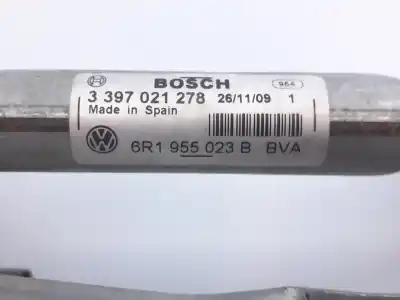 BOSCH 964
3 397 021 278 26/11/09 1
Made in Spain
6R1 955 023 B BVA